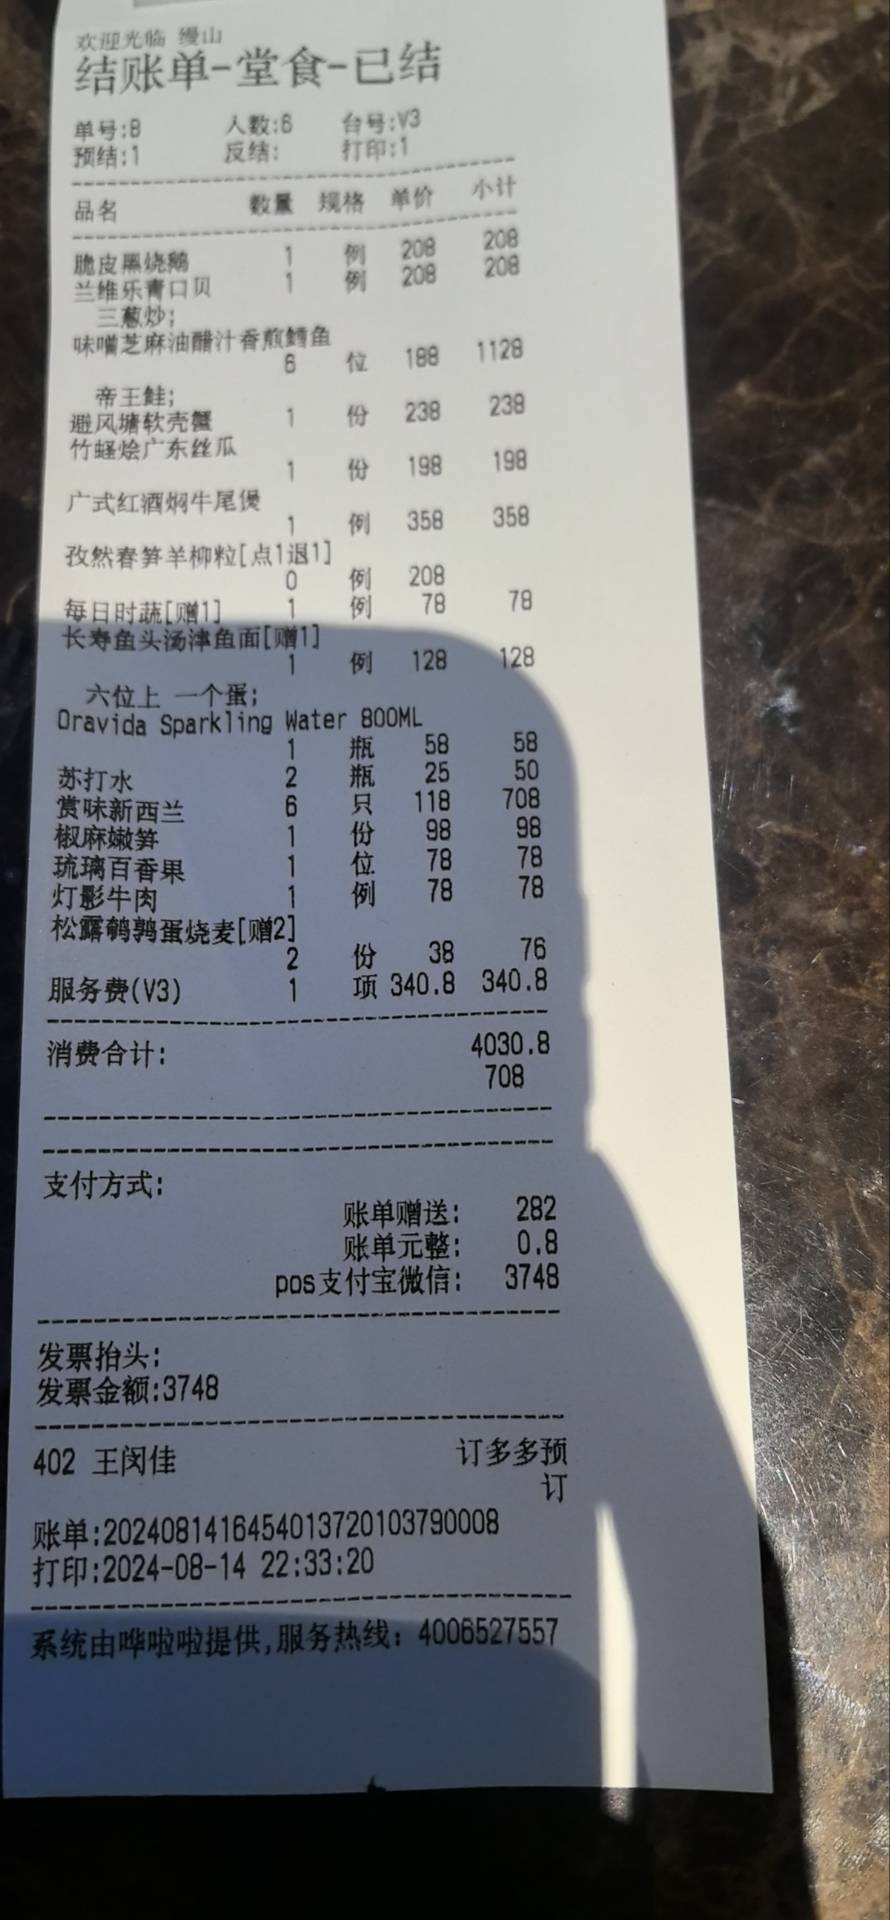 欢迎光临 缦山
结账单-堂食-已结
单号:8 人数:6 台号:V3
预结:1 反结: 打印:1
品名 数量 规格 单价 小计
脆皮黑烧鹅 1 例 208 208
兰维乐青口贝 1 例 208 208
三葱炒;
味噌芝麻油醋汁香煎鳕鱼
6 位 188 1128
帝王鲑;
避风塘软壳蟹 1 份 238 238
竹蛏烩广东丝瓜
1 份 198 198
广式红酒焖牛尾煲
1 例 358 358
孜然春笋羊柳粒[点1退1]
0 例 208
每日时蔬[赠1] 1 例 78 78
长寿鱼头汤津鱼面[赠1]
1 例 128 128
六位上 一个蛋;
Oravida Sparkling Water 800ML
1 瓶 58 58
苏打水 2 瓶 25 50
赏味新西兰 6 只 118 708
椒麻嫩笋 1 份 98 98
琉璃百香果 1 位 78 78
灯影牛肉 1 例 78 78
松露鹌鹑蛋烧麦[赠2]
2 份 38 76
服务费(V3) 1 项 340.8 340.8
消费合计: 4030.8
708
支付方式:
账单赠送: 282
账单元整: 0.8
pos支付宝微信: 3748
发票抬头:
发票金额:3748
402 王闵佳 订多多预
订
账单:20240814164540137201037900​08
打印:2024-08-14 22:33:20
系统由哗啦啦提供,服务热线: 4006527557